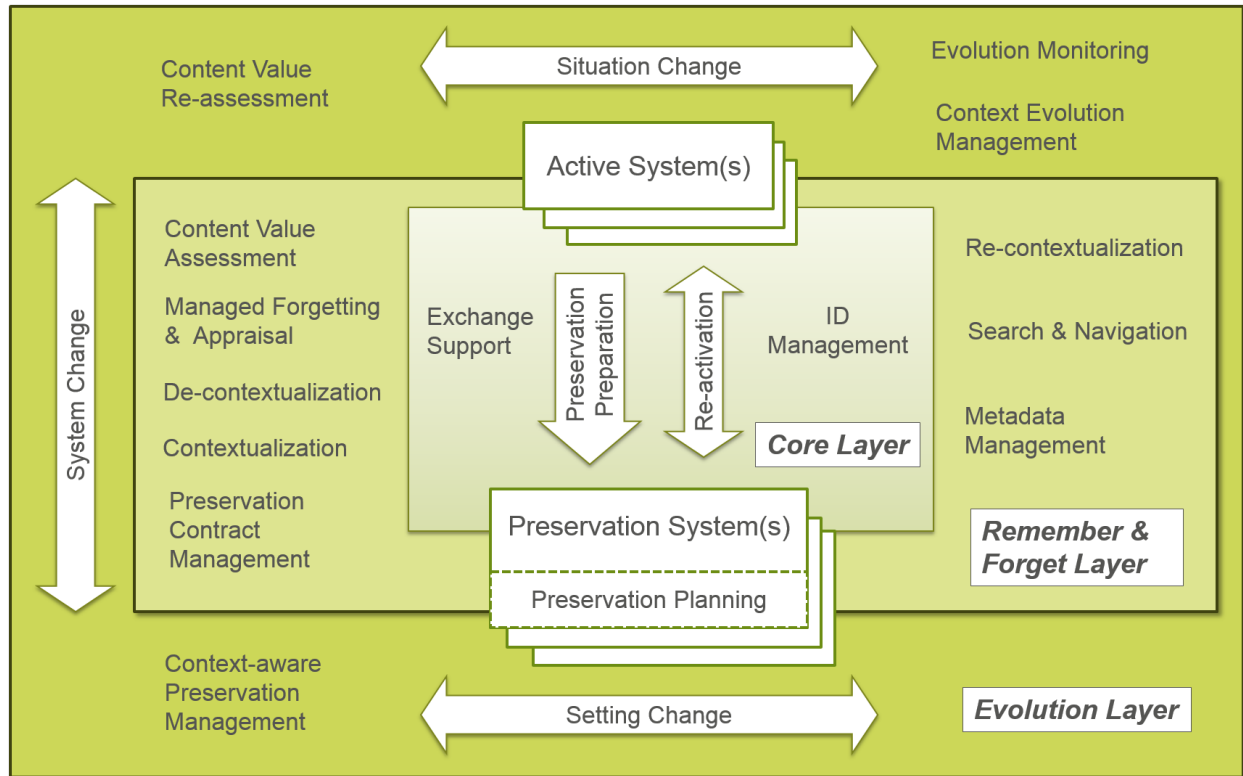 Content Value
Re-assessment
Situation Change
Evolution Monitoring
Context Evolution
Management
Active System(s)
System Change
Content Value
Assessment
Managed Forgetting
& Appraisal
De-contextualization
Contextualization
Preservation
Contract
Management
Exchange
Support
Preservation
Preparation
Re-activation
ID
Management
Core Layer
Re-contextualization
Search & Navigation
Metadata
Management
Remember &
Forget Layer
Preservation System(s)
Preservation Planning
Context-aware
Preservation
Management
Setting Change
Evolution Layer